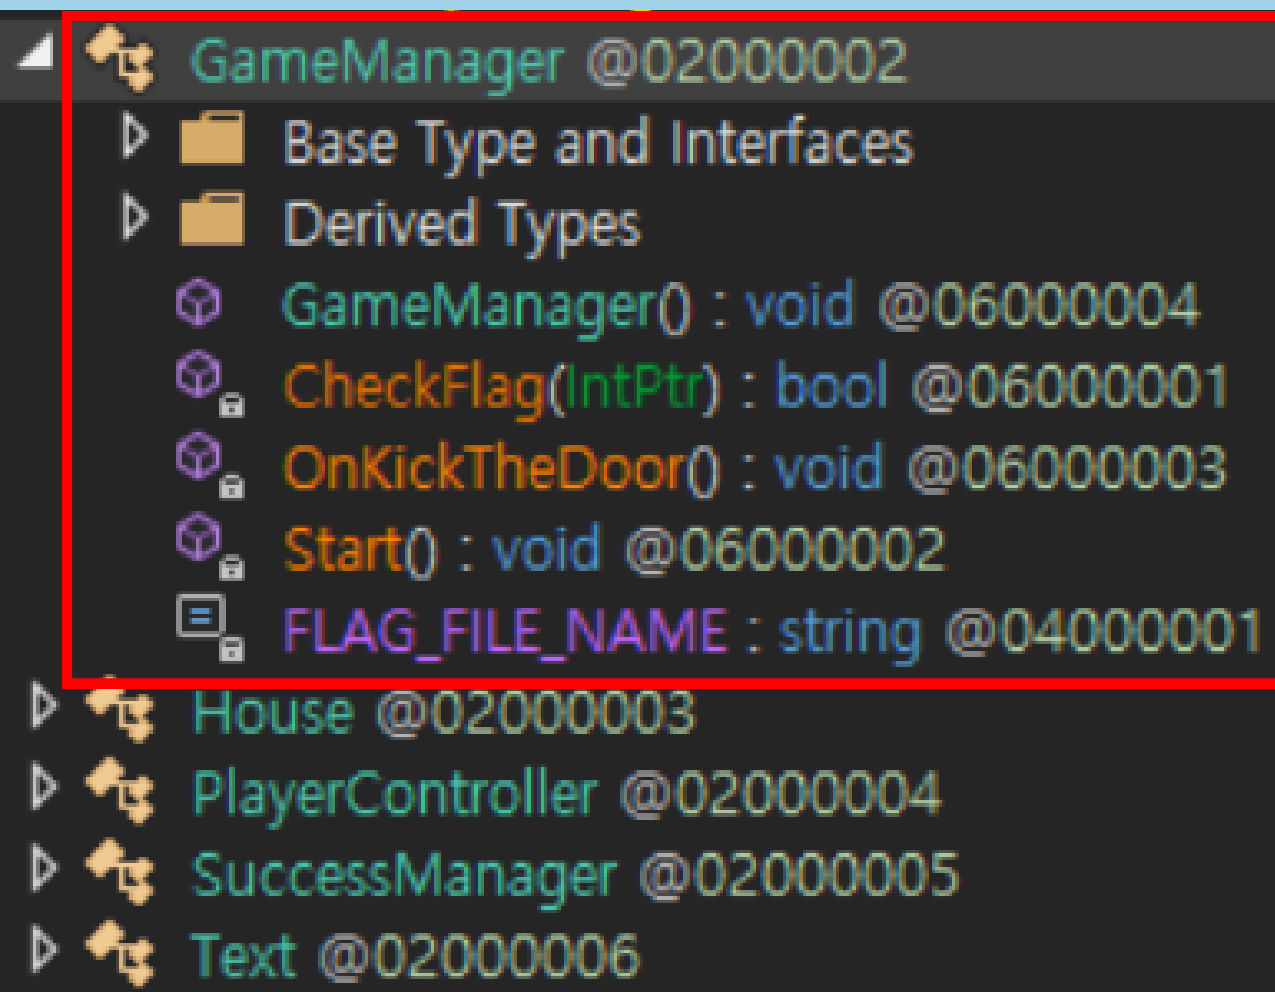 GameManager @02000002
Base Type and Interfaces
Derived Types
GameManager() : void @06000004
CheckFlag(IntPtr) : bool @06000001
OnKickTheDoor() : void @06000003
Start() : void @06000002
FLAG_FILE_NAME : string @04000001
House @02000003
PlayerController @02000004
SuccessManager @02000005
Text @02000006